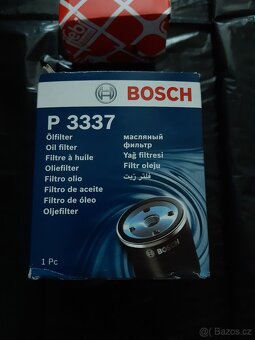 febi
BOSCH
P 3337
Ölfilter
Oil filter
Filtre à huile
Oliefilter
Filtro olio
Filtro de aceite
Filtro de óleo
Oljefilter
масляный
фильтр
Yağ filtresi
Filtr oleju
فلتر زيت
BOSCH
1 Pc
Bazos.cz